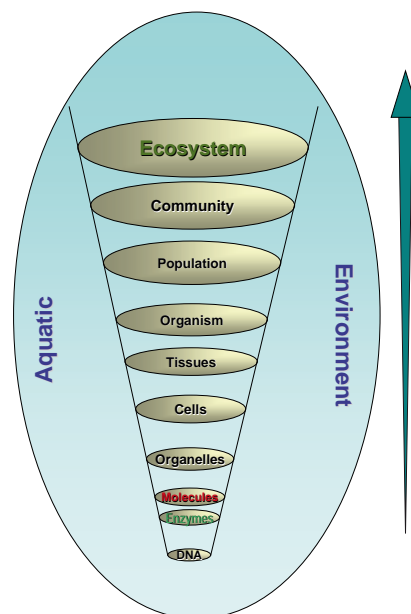 Ecosystem
Community
Population
Organism
Tissues
Cells
Organelles
Molecules
Enzymes
DNA
Aquatic
Environment